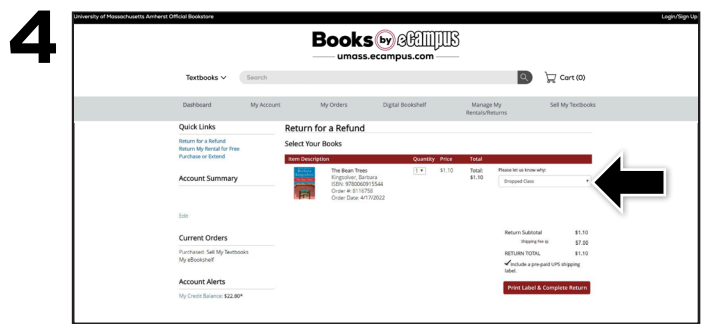 4
University of Massachusetts Amherst Official Bookstore
Login/Sign Up
Books by eCampus
umass.ecampus.com
Textbooks
Search
Cart (0)
Dashboard
My Account
My Orders
Digital Bookshelf
Manage My
Rentals/Returns
Sell My Textbooks
Quick Links
Return for a Refund
Return My Rental for Free
Purchase or Extend
Account Summary
Edit
Current Orders
Purchased: Sell My Textbooks
My eBookshelf
Account Alerts
My Credit Balance: $22.80*
Return for a Refund
Select Your Books
Item Description Quantity Price Total
The Bean Trees
Kingsolver, Barbara
ISBN: 9780060915544
Order #: 8116758
Order Date: 4/17/2022
1
$1.10
Total:
$1.10
Please let us know why:
Dropped Class
Return Subtotal $1.10
Shipping Fee $7.00
RETURN TOTAL $1.10
Include a pre-paid UPS shipping
label.
Print Label & Complete Return